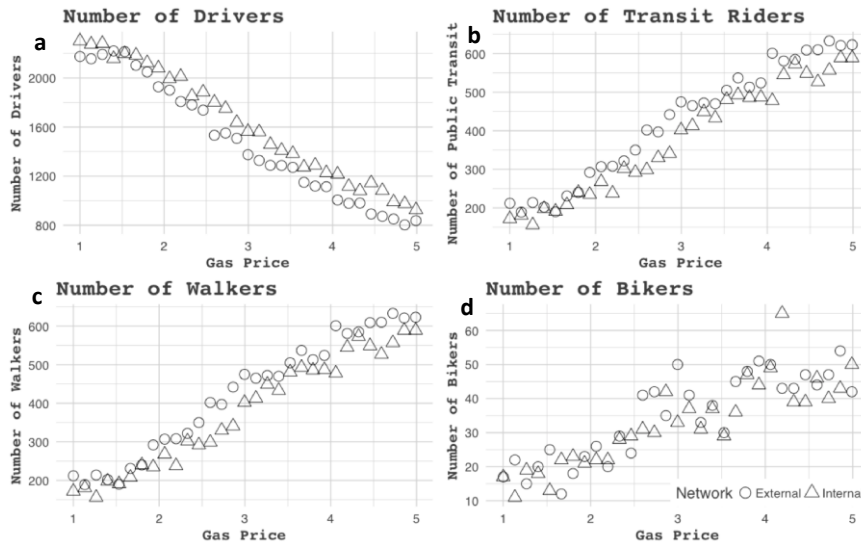 a
Number of Drivers
Number of Drivers
2200
1800
1400
1200
800
1
2
3
4
5
Gas Price
b
Number of Transit Riders
Number of Public Transit
600
500
400
300
200
1
2
3
4
5
Gas Price
c
Number of Walkers
Number of Walkers
600
500
400
300
200
1
2
3
4
5
Gas Price
d
Number of Bikers
Number of Bikers
60
50
40
30
20
10
1
2
3
4
5
Gas Price
Network External Interna